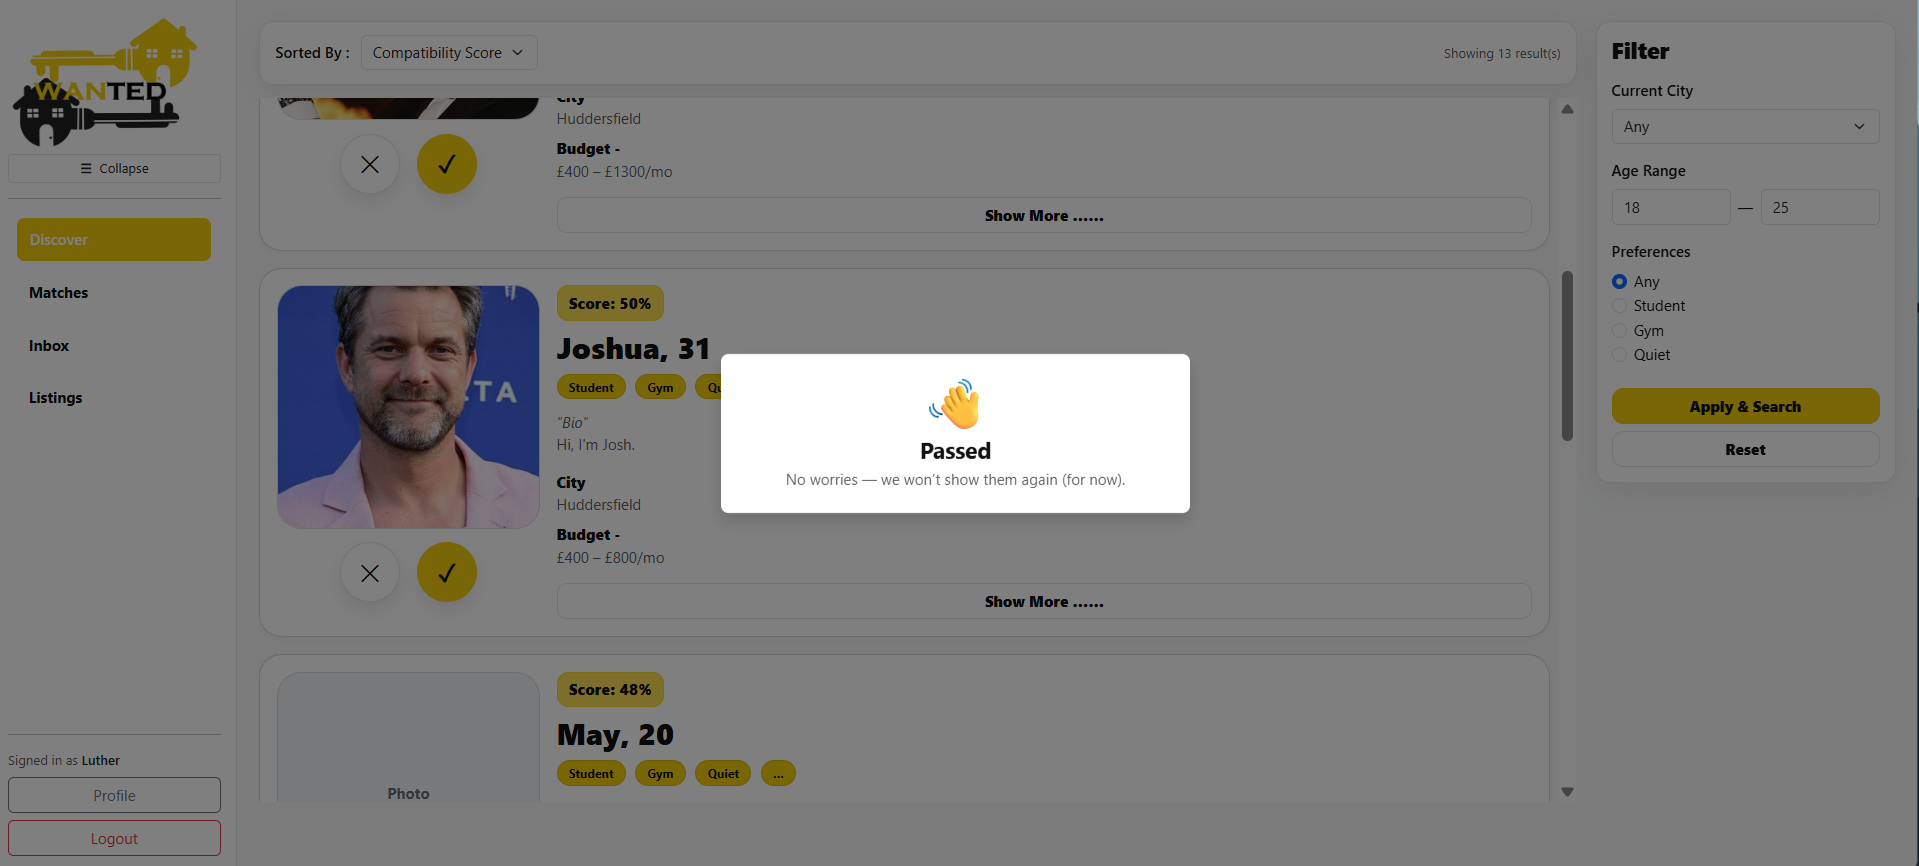 WANTED
☰ Collapse
Discover
Matches
Inbox
Listings
Signed in as Luther
Profile
Logout
Sorted By : Compatibility Score
Showing 13 result(s)
City
Huddersfield
Budget -
£400 – £1300/mo
Show More ......
Score: 50%
Joshua, 31
Student Gym Qu
"Bio"
Hi, I'm Josh.
City
Huddersfield
Budget -
£400 – £800/mo
Show More ......
TA
Passed
No worries — we won't show them again (for now).
Score: 48%
May, 20
Student Gym Quiet ...
Photo
Filter
Current City
Any
Age Range
18 — 25
Preferences
Any
Student
Gym
Quiet
Apply & Search
Reset